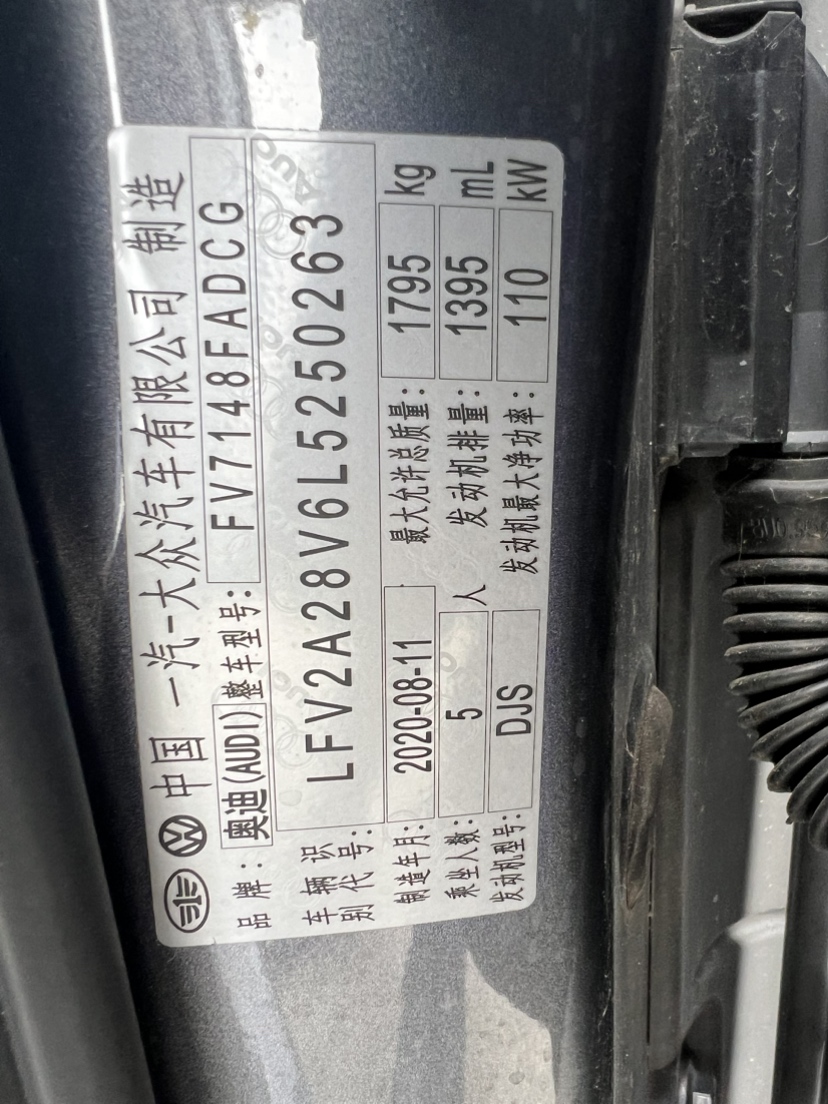 中国 一汽-大众汽车有限公司 制造
品牌: 奥迪(AUDI) 整车型号: FV7148FADCG
车辆识别代号: LFV2A28V6L5250263
制造年月: 2020-08-11 最大允许总质量: 1795 kg
乘坐人数: 5 人 发动机排量: 1395 mL
发动机型号: DJS 发动机最大净功率: 110 kW